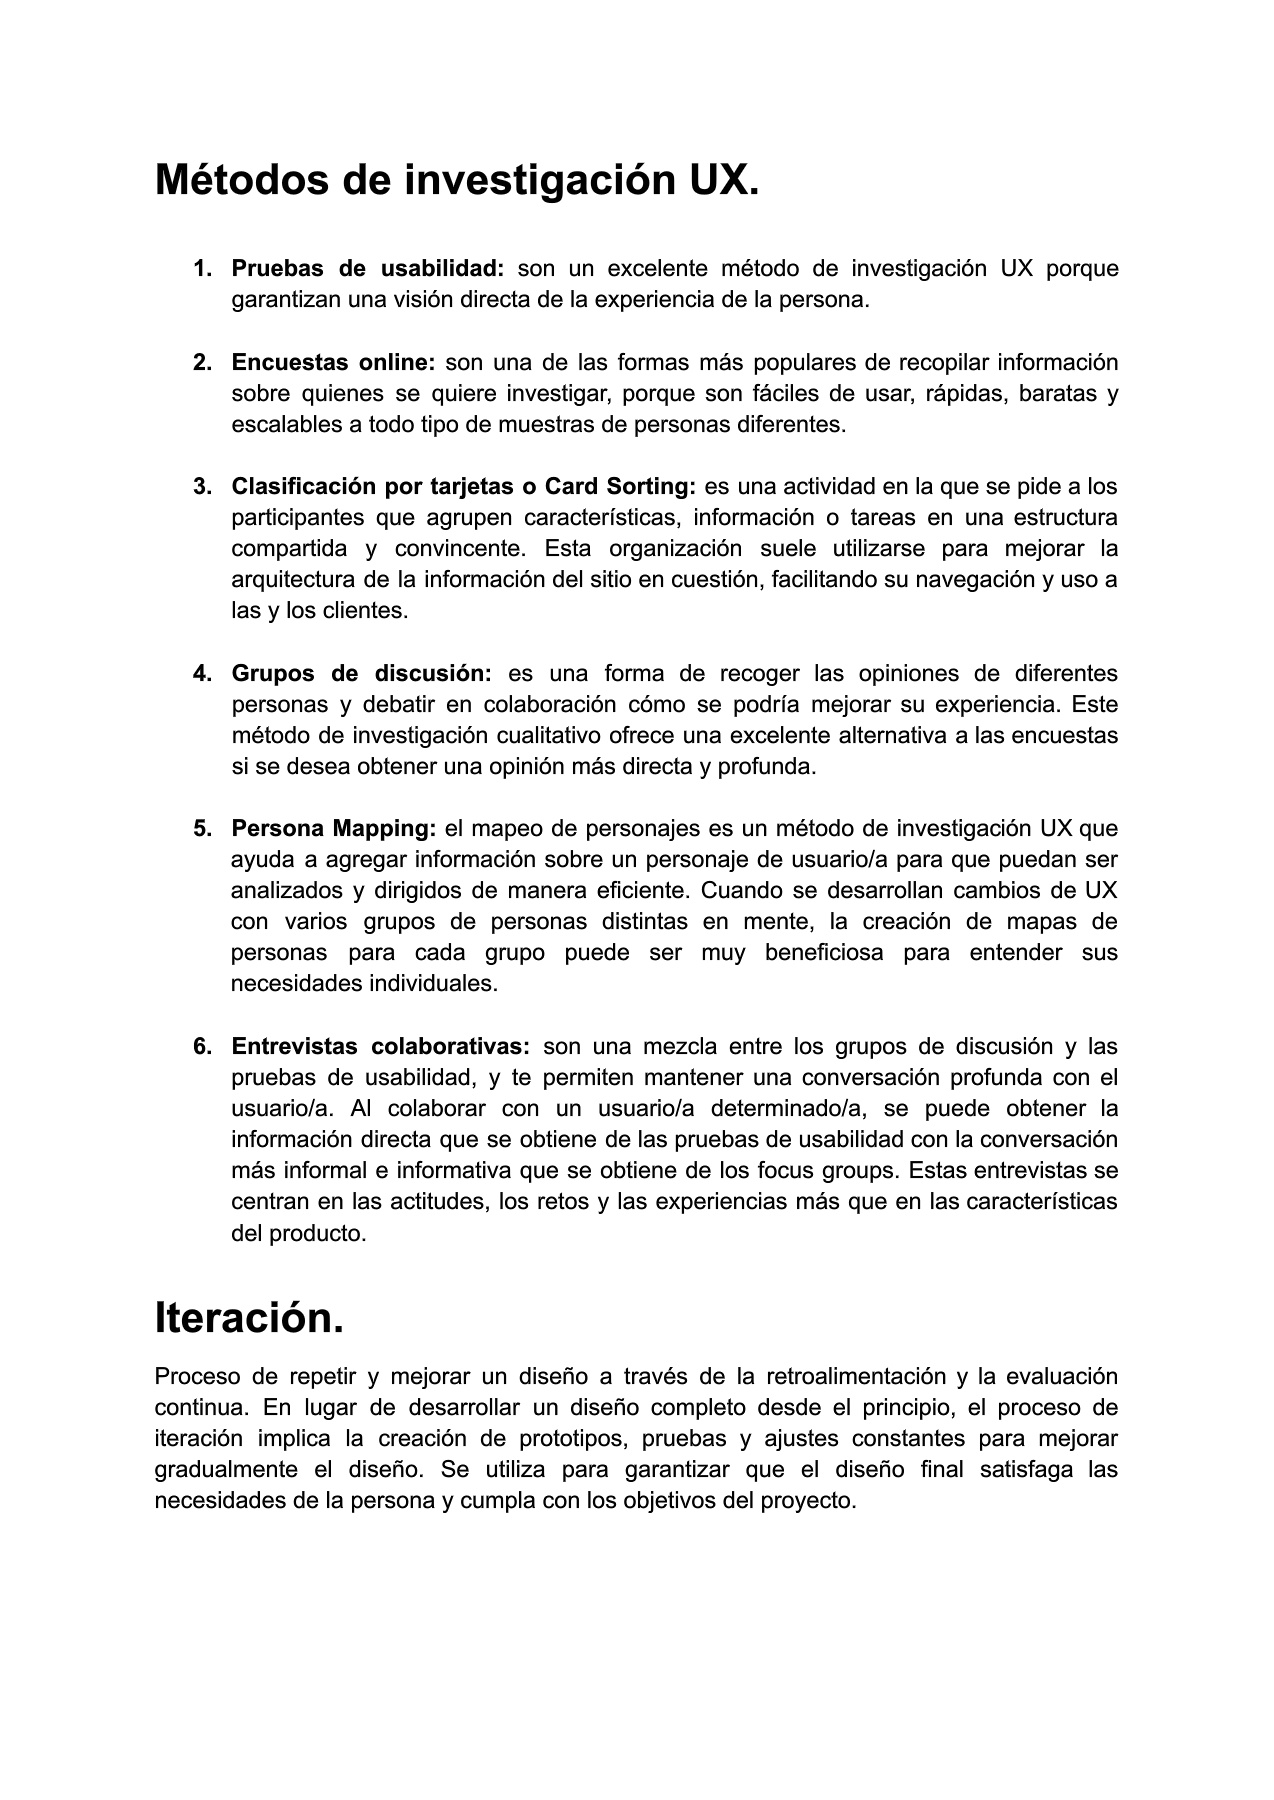 Métodos de investigación UX.
1. Pruebas de usabilidad: son un excelente método de investigación UX porque
garantizan una visión directa de la experiencia de la persona.
2. Encuestas online: son una de las formas más populares de recopilar información
sobre quienes se quiere investigar, porque son fáciles de usar, rápidas, baratas y
escalables a todo tipo de muestras de personas diferentes.
3. Clasificación por tarjetas o Card Sorting: es una actividad en la que se pide a los
participantes que agrupen características, información o tareas en una estructura
compartida y convincente. Esta organización suele utilizarse para mejorar la
arquitectura de la información del sitio en cuestión, facilitando su navegación y uso a
las y los clientes.
4. Grupos de discusión: es una forma de recoger las opiniones de diferentes
personas y debatir en colaboración cómo se podría mejorar su experiencia. Este
método de investigación cualitativo ofrece una excelente alternativa a las encuestas
si se desea obtener una opinión más directa y profunda.
5. Persona Mapping: el mapeo de personajes es un método de investigación UX que
ayuda a agregar información sobre un personaje de usuario/a para que puedan ser
analizados y dirigidos de manera eficiente. Cuando se desarrollan cambios de UX
con varios grupos de personas distintas en mente, la creación de mapas de
personas para cada grupo puede ser muy beneficiosa para entender sus
necesidades individuales.
6. Entrevistas colaborativas: son una mezcla entre los grupos de discusión y las
pruebas de usabilidad, y te permiten mantener una conversación profunda con el
usuario/a. Al colaborar con un usuario/a determinado/a, se puede obtener la
información directa que se obtiene de las pruebas de usabilidad con la conversación
más informal e informativa que se obtiene de los focus groups. Estas entrevistas se
centran en las actitudes, los retos y las experiencias más que en las características
del producto.
Iteración.
Proceso de repetir y mejorar un diseño a través de la retroalimentación y la evaluación
continua. En lugar de desarrollar un diseño completo desde el principio, el proceso de
iteración implica la creación de prototipos, pruebas y ajustes constantes para mejorar
gradualmente el diseño. Se utiliza para garantizar que el diseño final satisfaga las
necesidades de la persona y cumpla con los objetivos del proyecto.